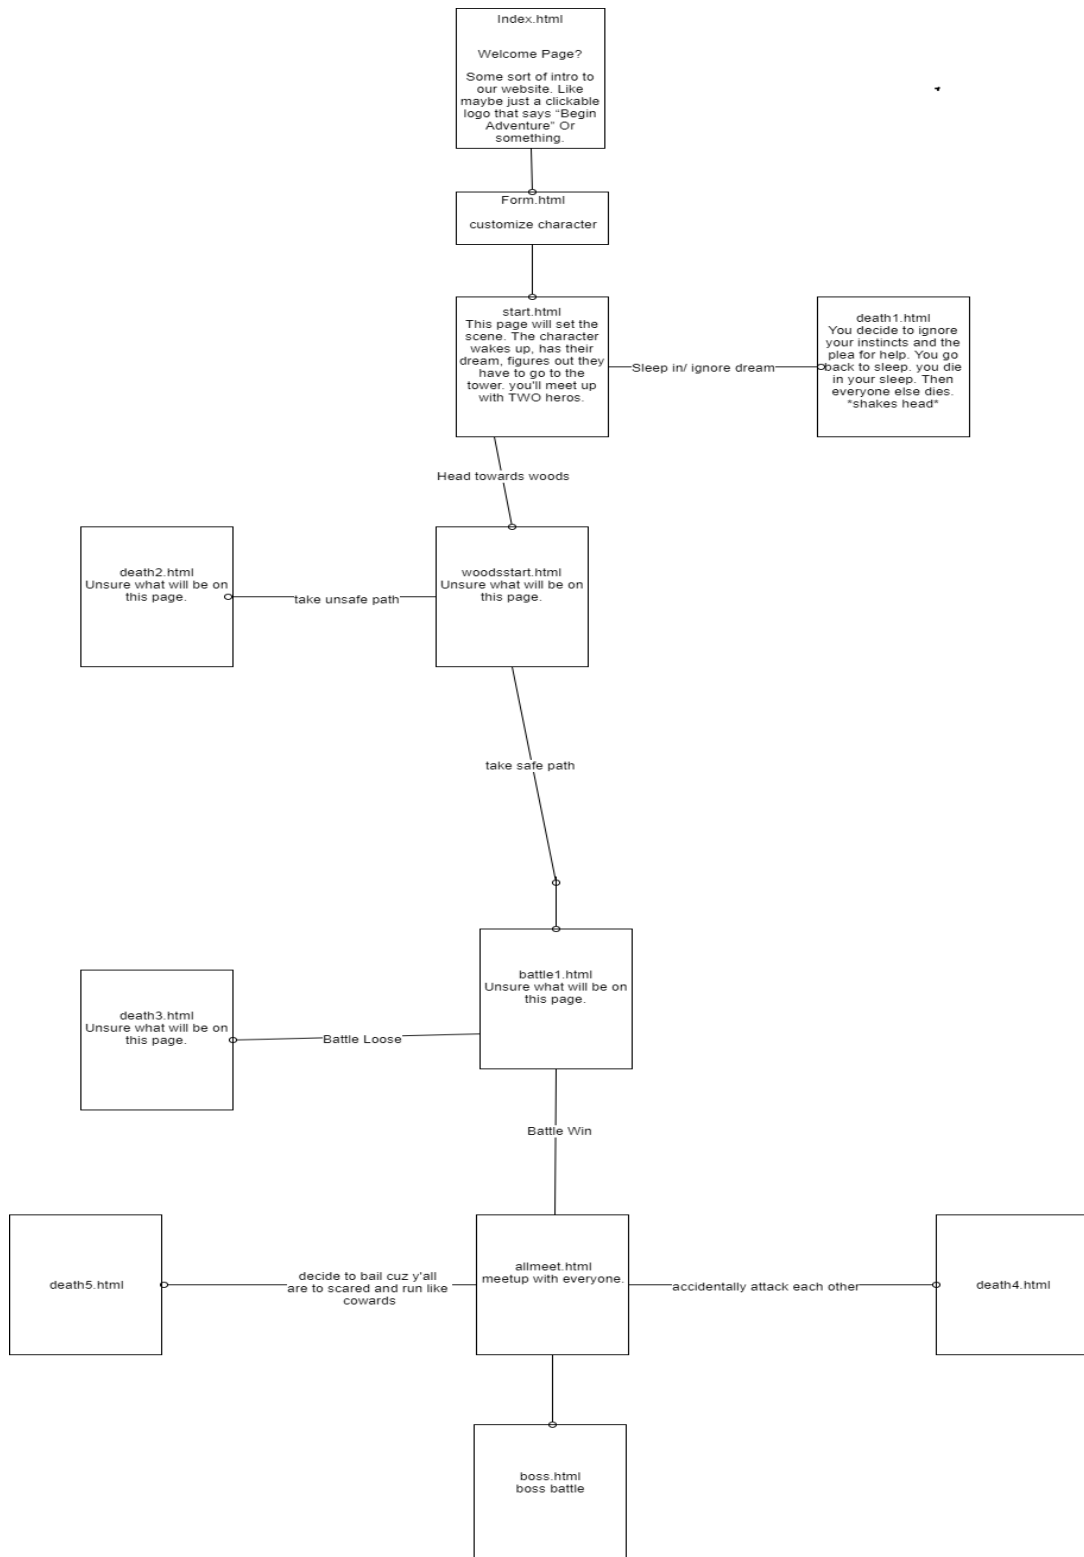 Index.html
Welcome Page?
Some sort of intro to
our website. Like
maybe just a clickable
logo that says "Begin
Adventure" Or
something.
Form.html
customize character
start.html
This page will set the
scene. The character
wakes up, has their
dream, figures out they
have to go to the
tower. you'll meet up
with TWO heros.
Sleep in/ ignore dream
death1.html
You decide to ignore
your instincts and the
plea for help. You go
back to sleep. you die
in your sleep. Then
everyone else dies.
*shakes head*
Head towards woods
death2.html
Unsure what will be on
this page.
take unsafe path
woodsstart.html
Unsure what will be on
this page.
take safe path
battle1.html
Unsure what will be on
this page.
death3.html
Unsure what will be on
this page.
Battle Loose
Battle Win
death5.html
decide to bail cuz y'all
are to scared and run like
cowards
allmeet.html
meetup with everyone.
accidentally attack each other
death4.html
boss.html
boss battle